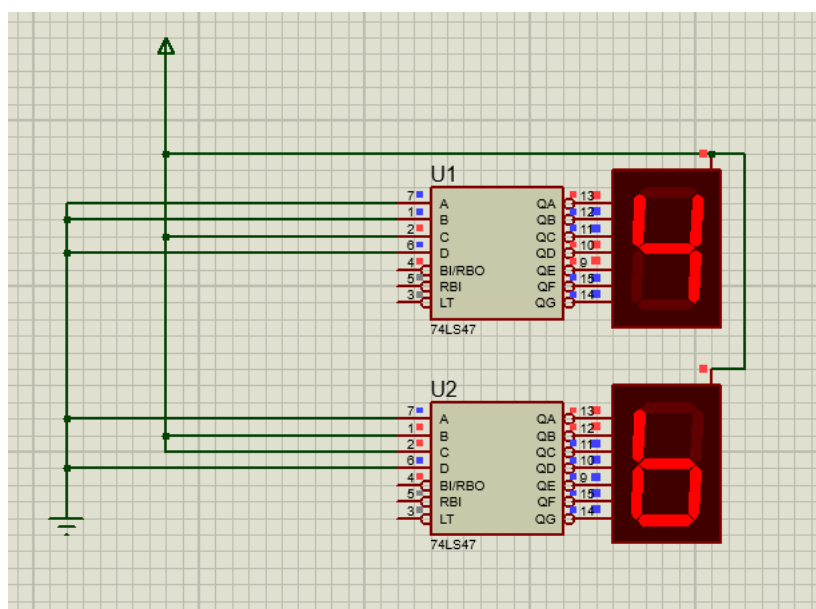 U1
7 A QA 13
1 B QB 12
2 C QC 11
6 D QD 10
4 BI/RBO QE 9
5 RBI QF 15
3 LT QG 14
74LS47
U2
7 A QA 13
1 B QB 12
2 C QC 11
6 D QD 10
4 BI/RBO QE 9
5 RBI QF 15
3 LT QG 14
74LS47
4
b